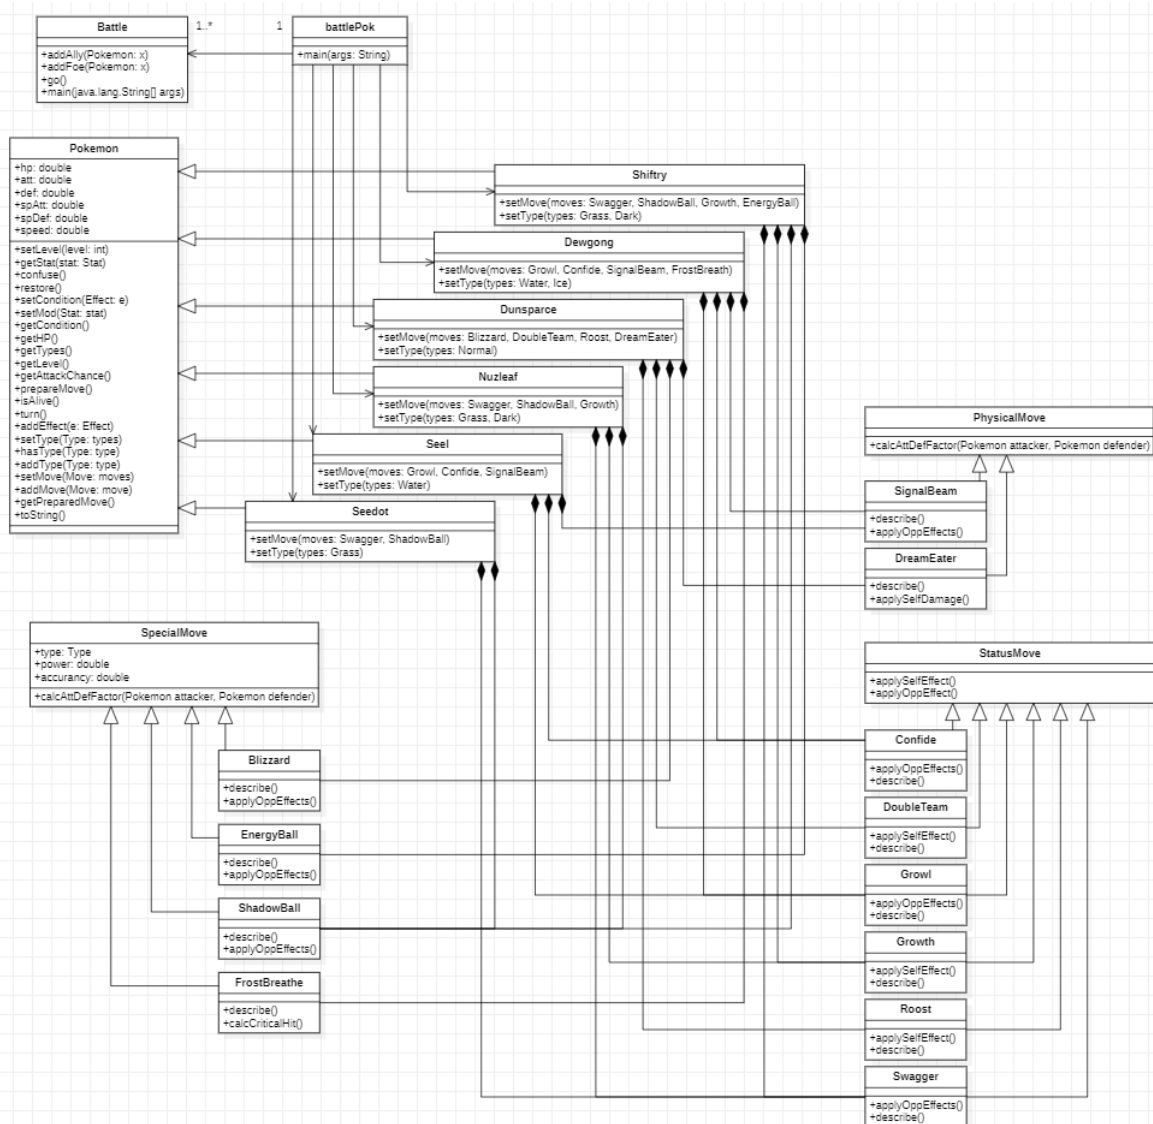 Battle
+addAlly(Pokemon: x)
+addFoe(Pokemon: x)
+go()
+main(java.lang.String[] args)
1..*
1
battlePok
+main(args: String)
Pokemon
+hp: double
+att: double
+def: double
+spAtt: double
+spDef: double
+speed: double
+setLevel(level: int)
+getStat(stat: Stat)
+confuse()
+restore()
+setCondition(Effect: e)
+setMod(Stat: stat)
+getCondition()
+getHP()
+getTypes()
+getLevel()
+getAttackChance()
+prepareMove()
+isAlive()
+turn()
+addEffect(e: Effect)
+setType(Type: types)
+hasType(Type: type)
+addType(Type: type)
+setMove(Move: moves)
+addMove(Move: move)
+getPreparedMove()
+toString()
Shiftry
+setMove(moves: Swagger, ShadowBall, Growth, EnergyBall)
+setType(types: Grass, Dark)
Dewgong
+setMove(moves: Growl, Confide, SignalBeam, FrostBreath)
+setType(types: Water, Ice)
Dunsparce
+setMove(moves: Blizzard, DoubleTeam, Roost, DreamEater)
+setType(types: Normal)
Nuzleaf
+setMove(moves: Swagger, ShadowBall, Growth)
+setType(types: Grass, Dark)
Seel
+setMove(moves: Growl, Confide, SignalBeam)
+setType(types: Water)
Seedot
+setMove(moves: Swagger, ShadowBall)
+setType(types: Grass)
PhysicalMove
+calcAttDefFactor(Pokemon attacker, Pokemon defender)
SignalBeam
+describe()
+applyOppEffects()
DreamEater
+describe()
+applySelfDamage()
SpecialMove
+type: Type
+power: double
+accurancy: double
+calcAttDefFactor(Pokemon attacker, Pokemon defender)
Blizzard
+describe()
+applyOppEffects()
EnergyBall
+describe()
+applyOppEffects()
ShadowBall
+describe()
+applyOppEffects()
FrostBreathe
+describe()
+calcCriticalHit()
StatusMove
+applySelfEffect()
+applyOppEffect()
Confide
+applyOppEffects()
+describe()
DoubleTeam
+applySelfEffect()
+describe()
Growl
+applyOppEffects()
+describe()
Growth
+applySelfEffect()
+describe()
Roost
+applySelfEffect()
+describe()
Swagger
+applyOppEffects()
+describe()